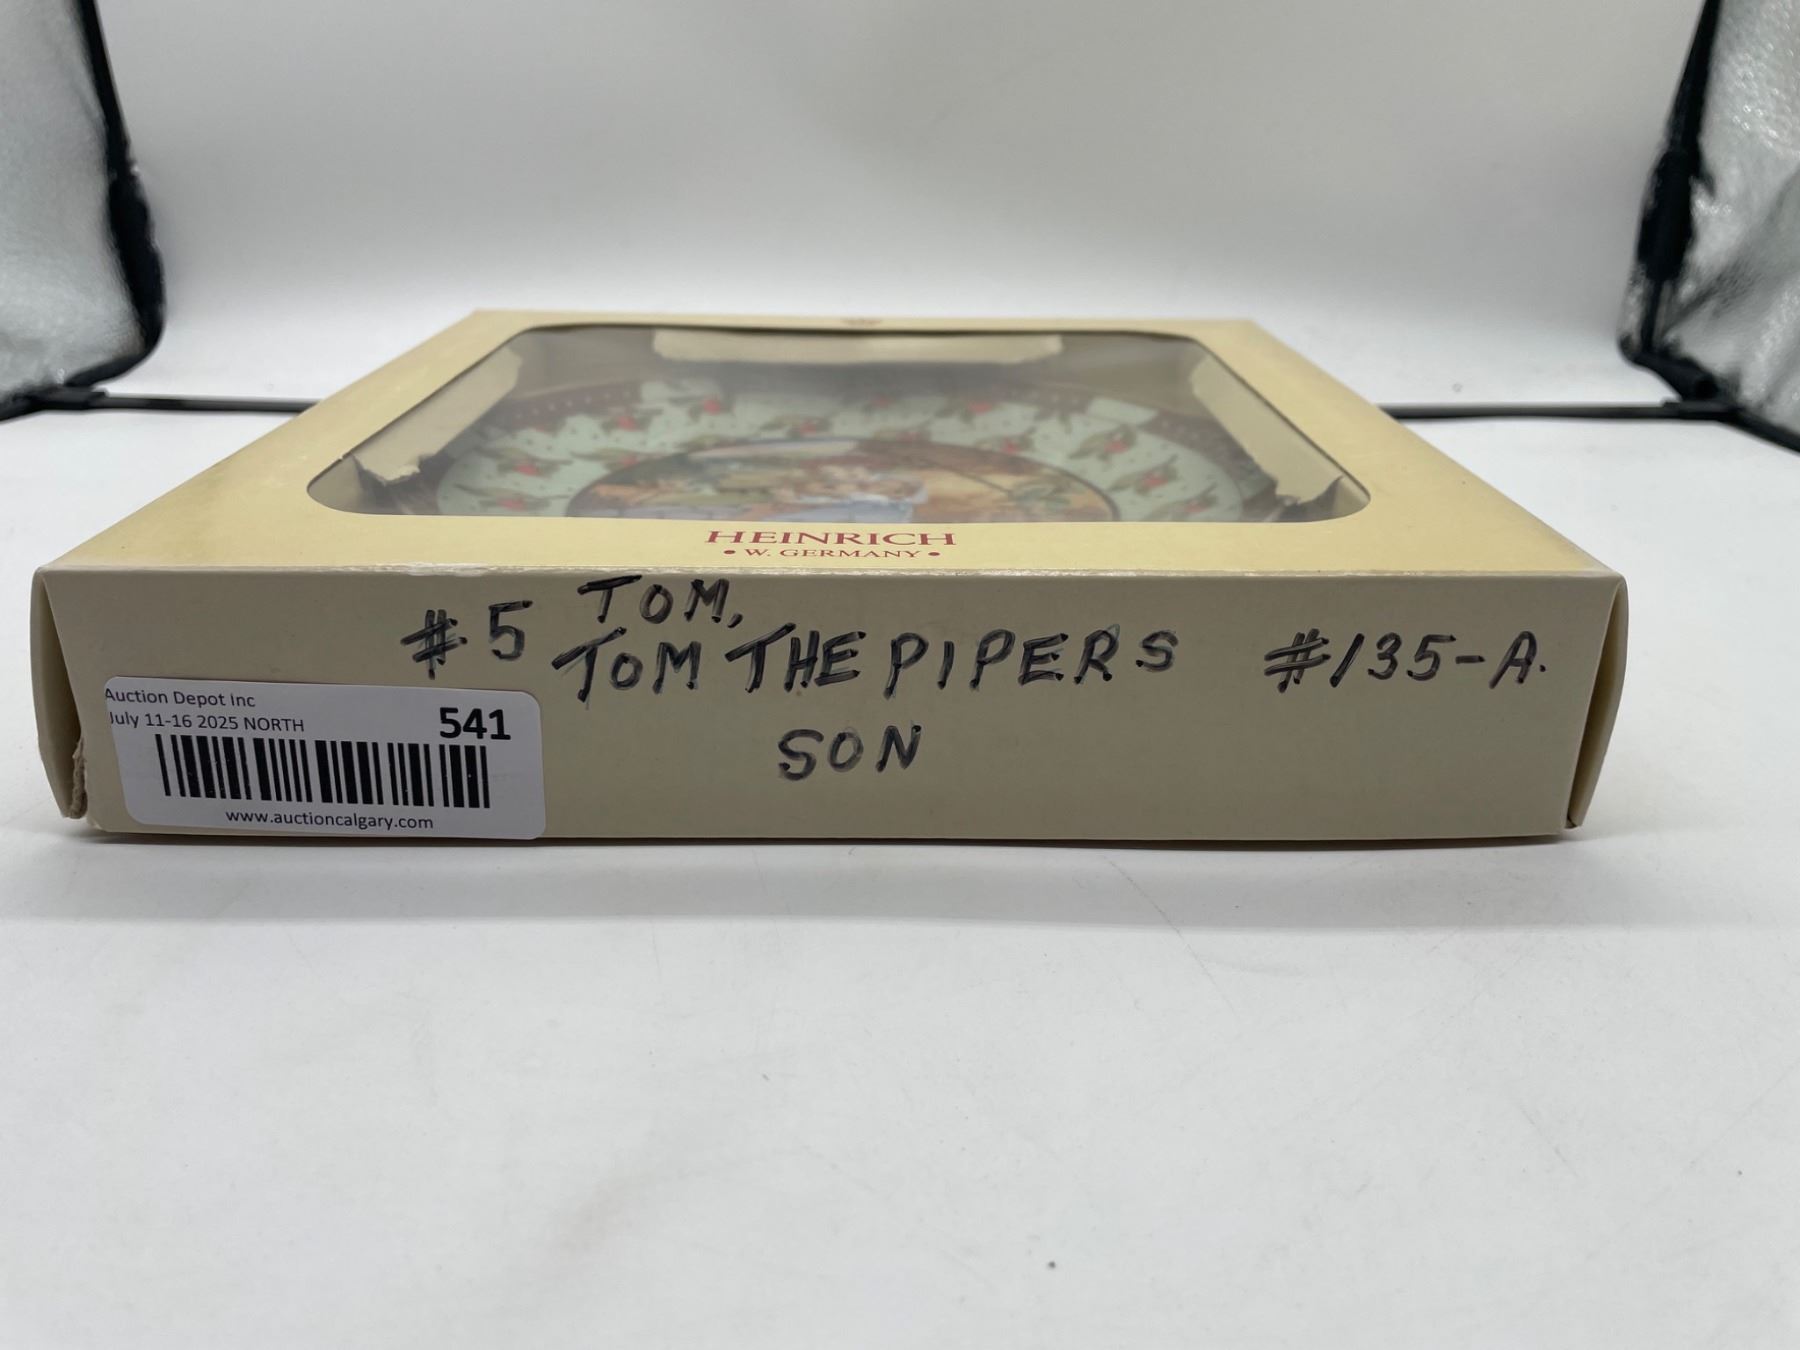 HEINRICH
• W. GERMANY •
#5 TOM,
TOM THE PIPERS #135-A.
SON
Auction Depot Inc
July 11-16 2025 NORTH 541
www.auctioncalgary.com